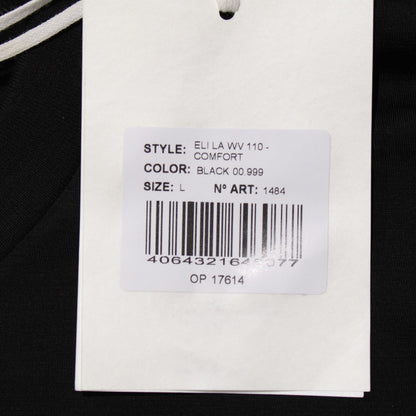 STYLE: ELI LA WV 110 -
COMFORT
COLOR: BLACK 00.999
SIZE: L Nº ART: 1484
OP 17614